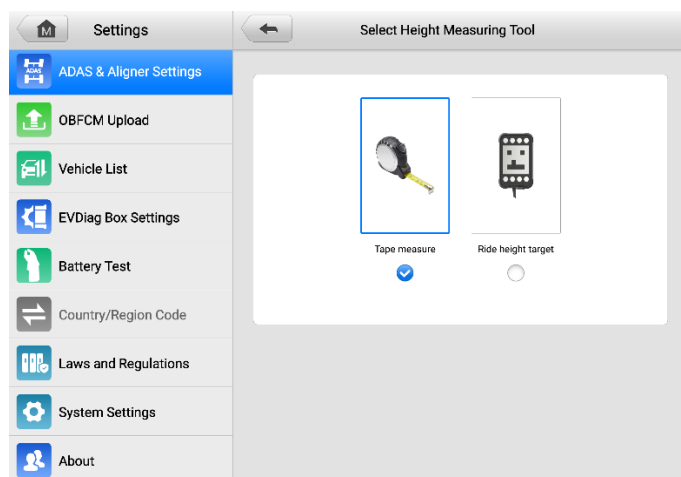 M
Settings
Select Height Measuring Tool
ADAS
ADAS & Aligner Settings
OBFCM Upload
Vehicle List
EVDiag Box Settings
Battery Test
Country/Region Code
Laws and Regulations
System Settings
About
Tape measure
Ride height target